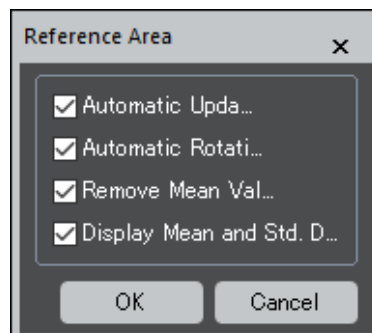 Reference Area
Automatic Upda...
Automatic Rotati...
Remove Mean Val...
Display Mean and Std. D...
OK Cancel